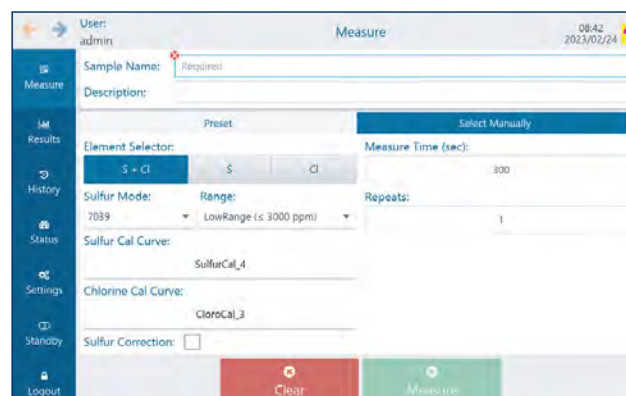 User:
admin
Measure
08:42
2023/02/24
Measure
Results
History
Status
Settings
Standby
Logout
Sample Name:
Required
Description:
Preset
Select Manually
Element Selector:
S + Cl
S
Cl
Measure Time (sec):
300
Sulfur Mode:
Range:
Repeats:
7039
LowRange (≤ 3000 ppm)
1
Sulfur Cal Curve:
SulfurCal_4
Chlorine Cal Curve:
CloroCal_3
Sulfur Correction:
Clear
Measure